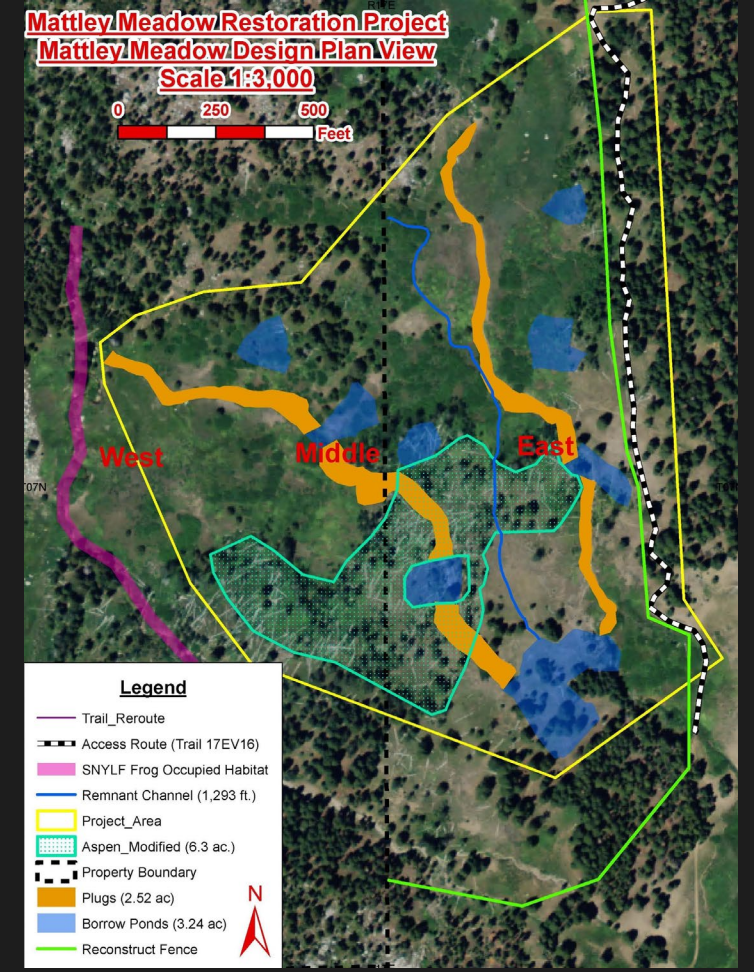 Mattley Meadow Restoration Project
Mattley Meadow Design Plan View
Scale 1:3,000
0 250 500
Feet
West
Middle
East
T07N
Legend
Trail_Reroute
Access Route (Trail 17EV16)
SNYLF Frog Occupied Habitat
Remnant Channel (1,293 ft.)
Project_Area
Aspen_Modified (6.3 ac.)
Property Boundary
Plugs (2.52 ac)
Borrow Ponds (3.24 ac)
Reconstruct Fence
N